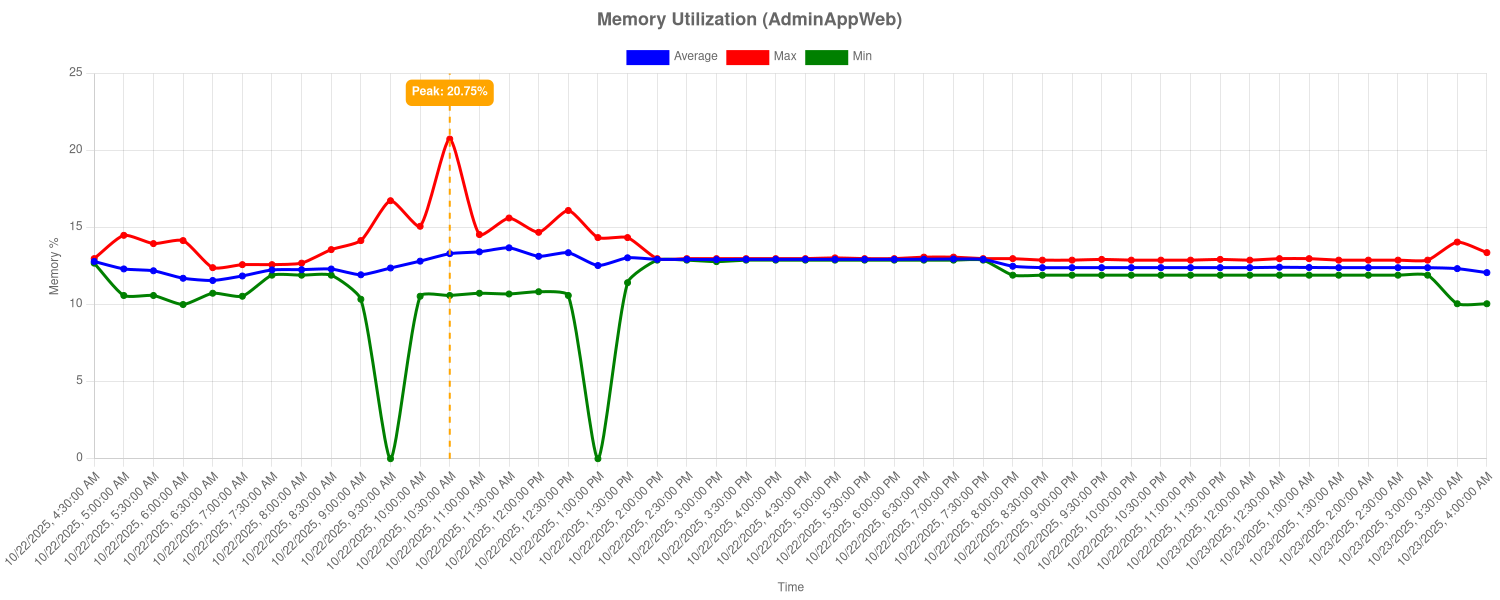 Memory Utilization (AdminAppWeb)
Average Max Min
25
Peak: 20.75%
20
15
Memory %
10
5
0
10/22/2025, 4:30:00 AM
10/22/2025, 5:00:00 AM
10/22/2025, 5:30:00 AM
10/22/2025, 6:00:00 AM
10/22/2025, 6:30:00 AM
10/22/2025, 7:00:00 AM
10/22/2025, 7:30:00 AM
10/22/2025, 8:00:00 AM
10/22/2025, 8:30:00 AM
10/22/2025, 9:00:00 AM
10/22/2025, 9:30:00 AM
10/22/2025, 10:00:00 AM
10/22/2025, 10:30:00 AM
10/22/2025, 11:00:00 AM
10/22/2025, 11:30:00 AM
10/22/2025, 12:00:00 PM
10/22/2025, 12:30:00 PM
10/22/2025, 1:00:00 PM
10/22/2025, 1:30:00 PM
10/22/2025, 2:00:00 PM
10/22/2025, 2:30:00 PM
10/22/2025, 3:00:00 PM
10/22/2025, 3:30:00 PM
10/22/2025, 4:00:00 PM
10/22/2025, 4:30:00 PM
10/22/2025, 5:00:00 PM
10/22/2025, 5:30:00 PM
10/22/2025, 6:00:00 PM
10/22/2025, 6:30:00 PM
10/22/2025, 7:00:00 PM
10/22/2025, 7:30:00 PM
10/22/2025, 8:00:00 PM
10/22/2025, 8:30:00 PM
10/22/2025, 9:00:00 PM
10/22/2025, 9:30:00 PM
10/22/2025, 10:00:00 PM
10/22/2025, 10:30:00 PM
10/22/2025, 11:00:00 PM
10/22/2025, 11:30:00 PM
10/23/2025, 12:00:00 AM
10/23/2025, 12:30:00 AM
10/23/2025, 1:00:00 AM
10/23/2025, 1:30:00 AM
10/23/2025, 2:00:00 AM
10/23/2025, 2:30:00 AM
10/23/2025, 3:00:00 AM
10/23/2025, 3:30:00 AM
10/23/2025, 4:00:00 AM
Time